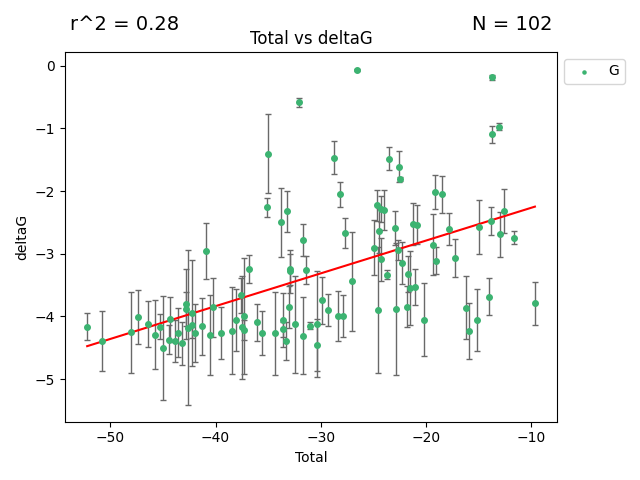 r^2 = 0.28
N = 102
Total vs deltaG
G
0
−1
−2
−3
−4
−5
deltaG
−50
−40
−30
−20
−10
Total